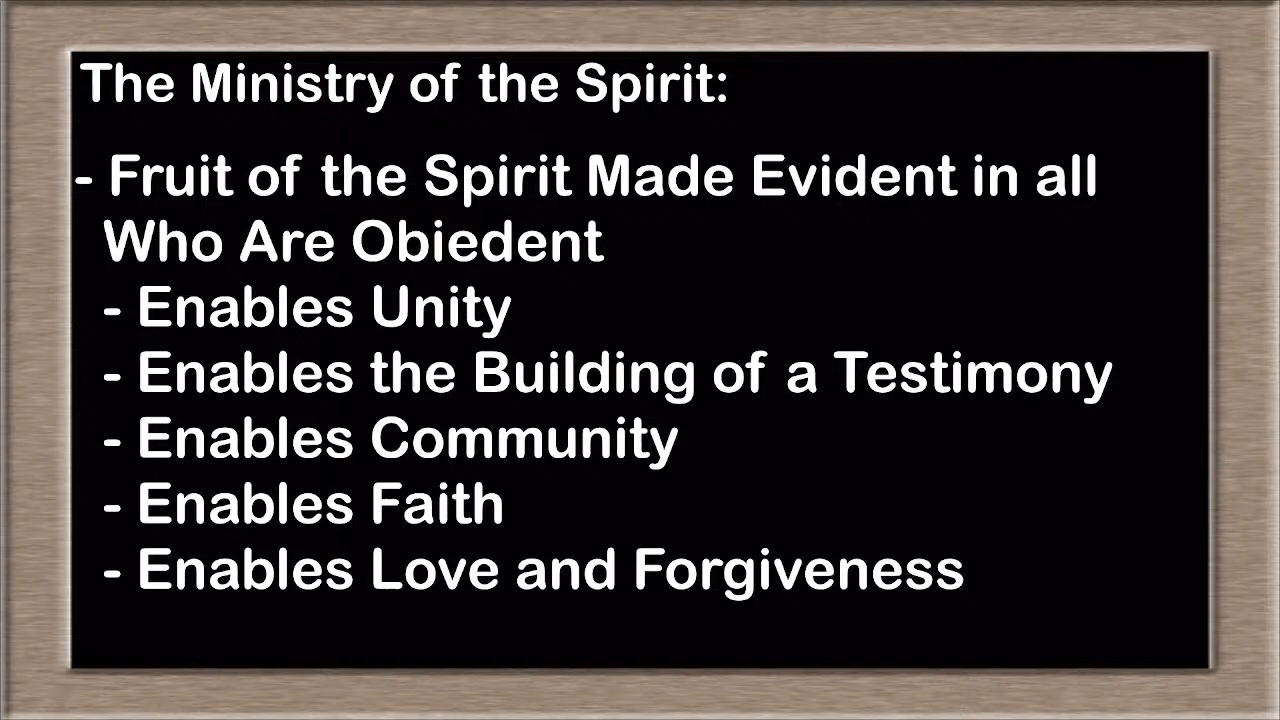 The Ministry of the Spirit:
- Fruit of the Spirit Made Evident in all
Who Are Obiedent
- Enables Unity
- Enables the Building of a Testimony
- Enables Community
- Enables Faith
- Enables Love and Forgiveness